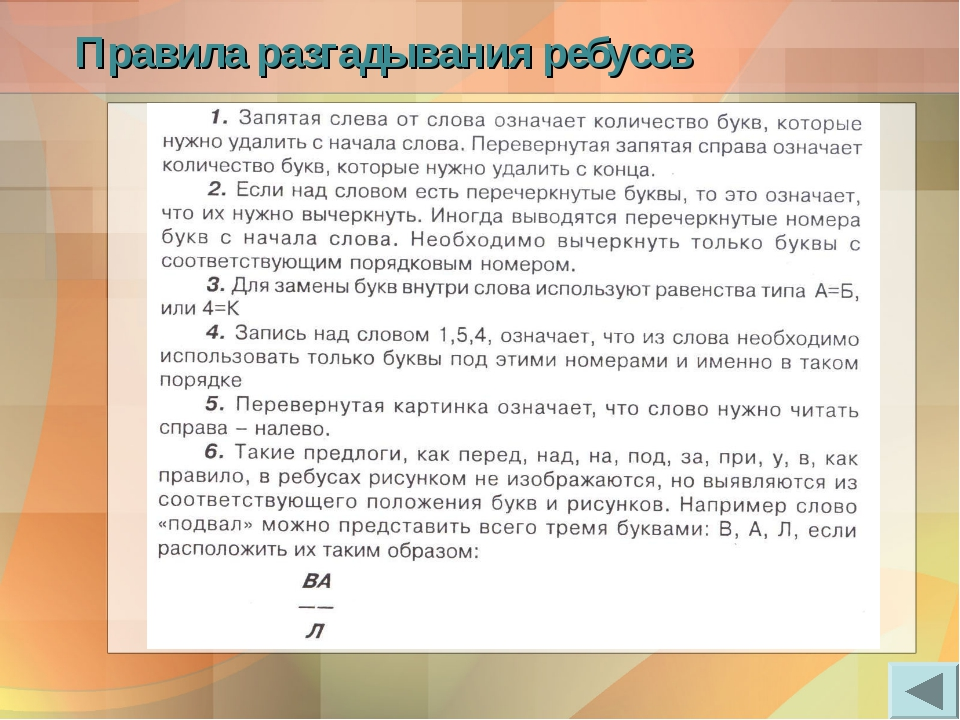 Правила разгадывания ребусов
1. Запятая слева от слова означает количество букв, которые
нужно удалить с начала слова. Перевернутая запятая справа означает
количество букв, которые нужно удалить с конца.
2. Если над словом есть перечеркнутые буквы, то это означает,
что их нужно вычеркнуть. Иногда выводятся перечеркнутые номера
букв с начала слова. Необходимо вычеркнуть только буквы с
соответствующим порядковым номером.
3. Для замены букв внутри слова используют равенства типа А=Б,
или 4=К
4. Запись над словом 1,5,4, означает, что из слова необходимо
использовать только буквы под этими номерами и именно в таком
порядке
5. Перевернутая картинка означает, что слово нужно читать
справа – налево.
6. Такие предлоги, как перед, над, на, под, за, при, у, в, как
правило, в ребусах рисунком не изображаются, но выявляются из
соответствующего положения букв и рисунков. Например слово
«подвал» можно представить всего тремя буквами: В, А, Л, если
расположить их таким образом:
ВА
——
Л